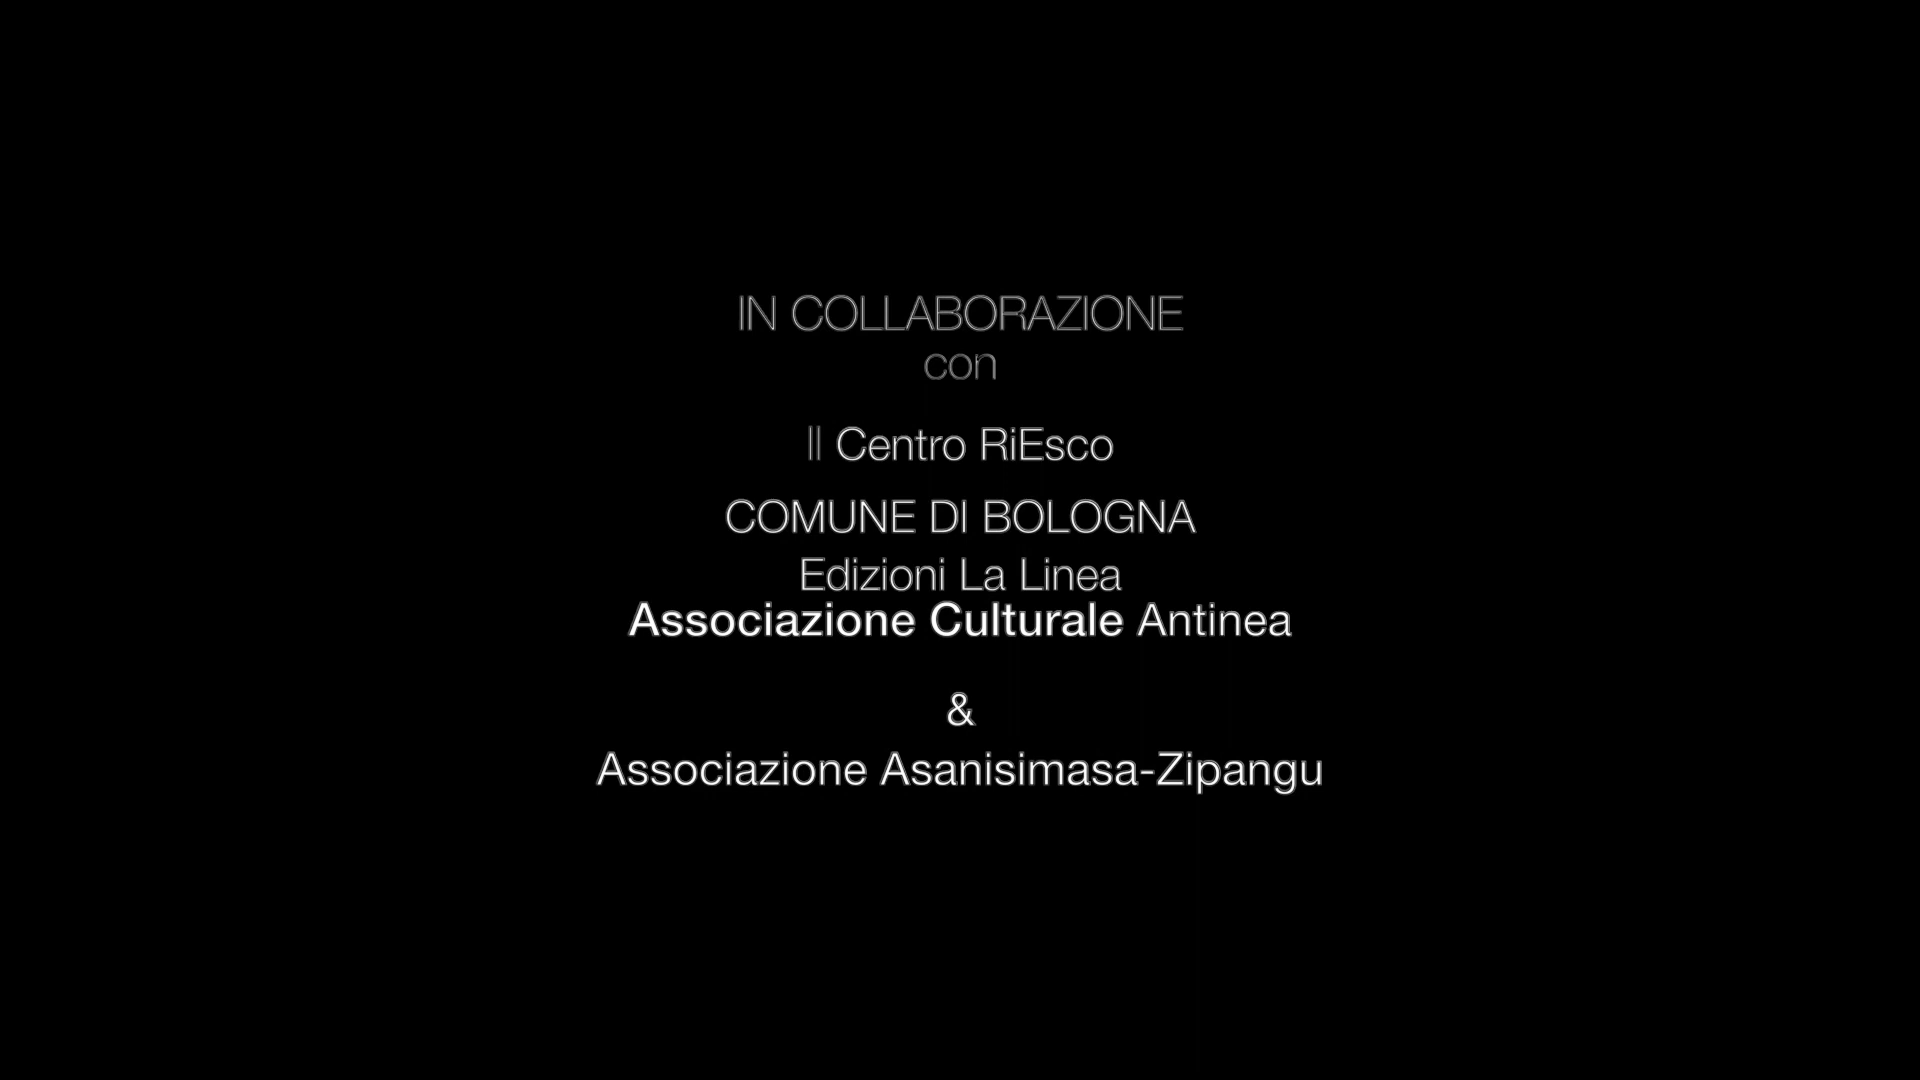 IN COLLABORAZIONE
con
Il Centro RiEsco
COMUNE DI BOLOGNA
Edizioni La Linea
Associazione Culturale Antinea
&
Associazione Asanisimasa-Zipangu